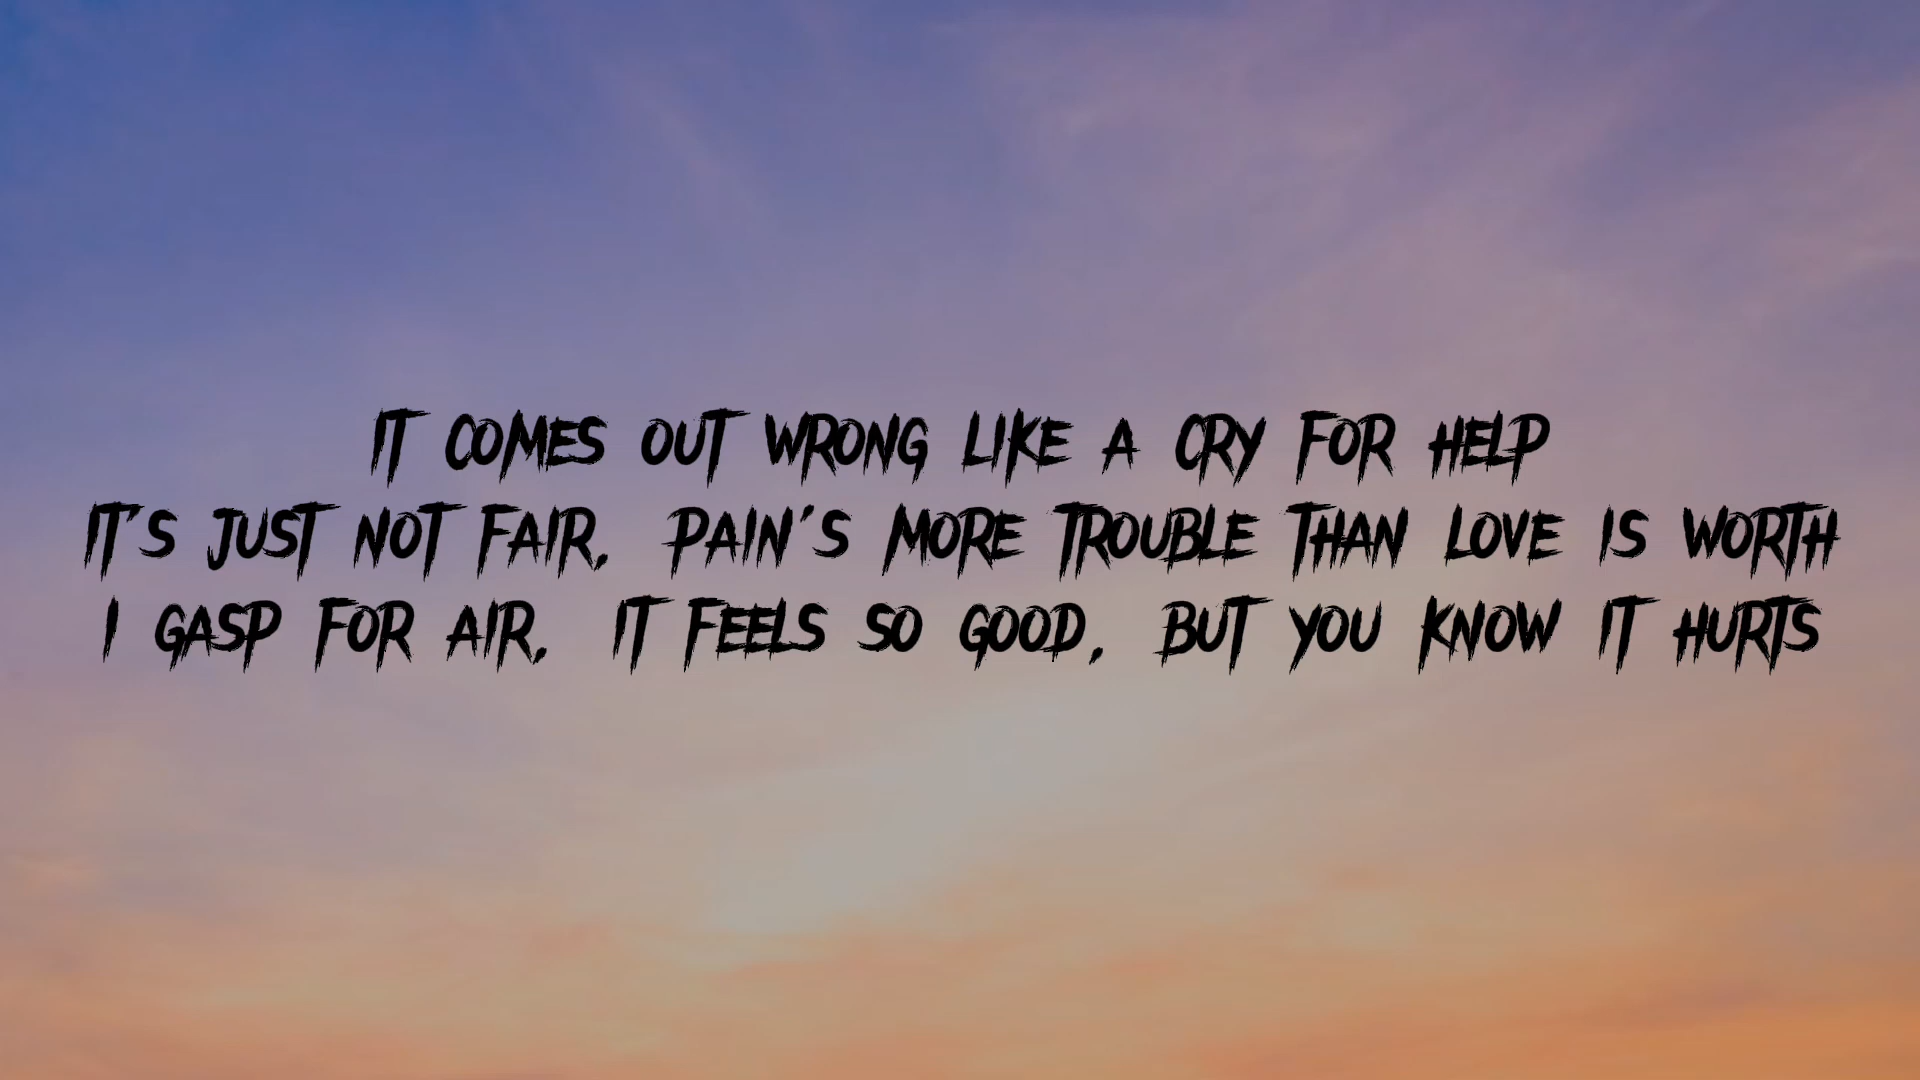 IT COMES OUT WRONG LIKE A CRY FOR HELP
IT'S JUST NOT FAIR, PAIN'S MORE TROUBLE THAN LOVE IS WORTH
I GASP FOR AIR, IT FEELS SO GOOD, BUT YOU KNOW IT HURTS